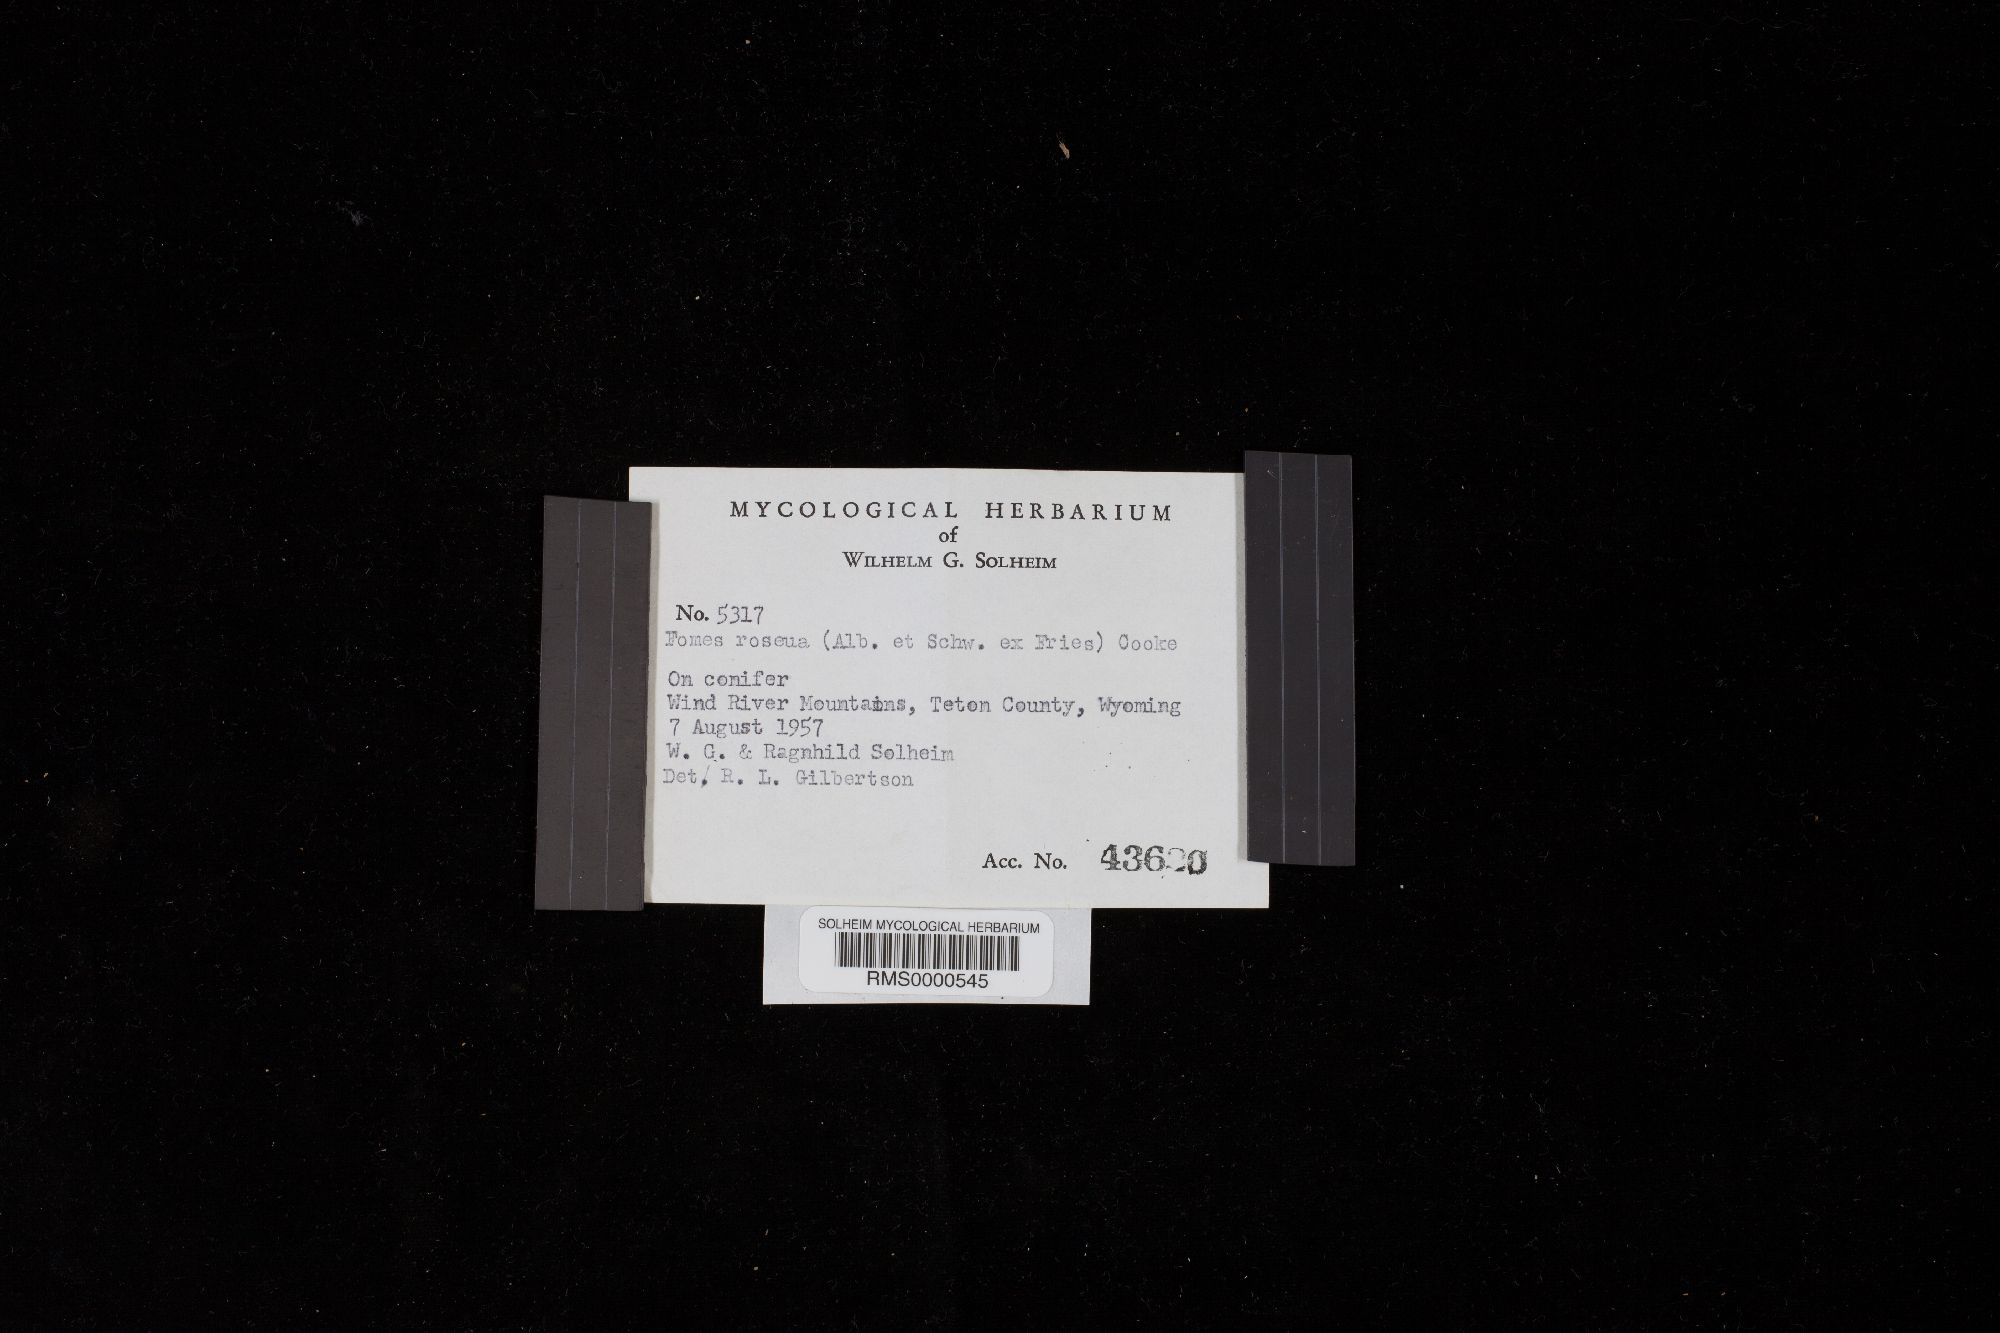 MYCOLOGICAL HERBARIUM
of
WILHELM G. SOLHEIM
No. 5317
Fomes roseua (Alb. et Schw. ex Fries) Cooke
On conifer
Wind River Mountains, Teton County, Wyoming
7 August 1957
W. G. & Ragnhild Solheim
Det. R. L. Gilbertson
Acc. No.
SOLHEIM MYCOLOGICAL HERBARIUM
RMS0000545